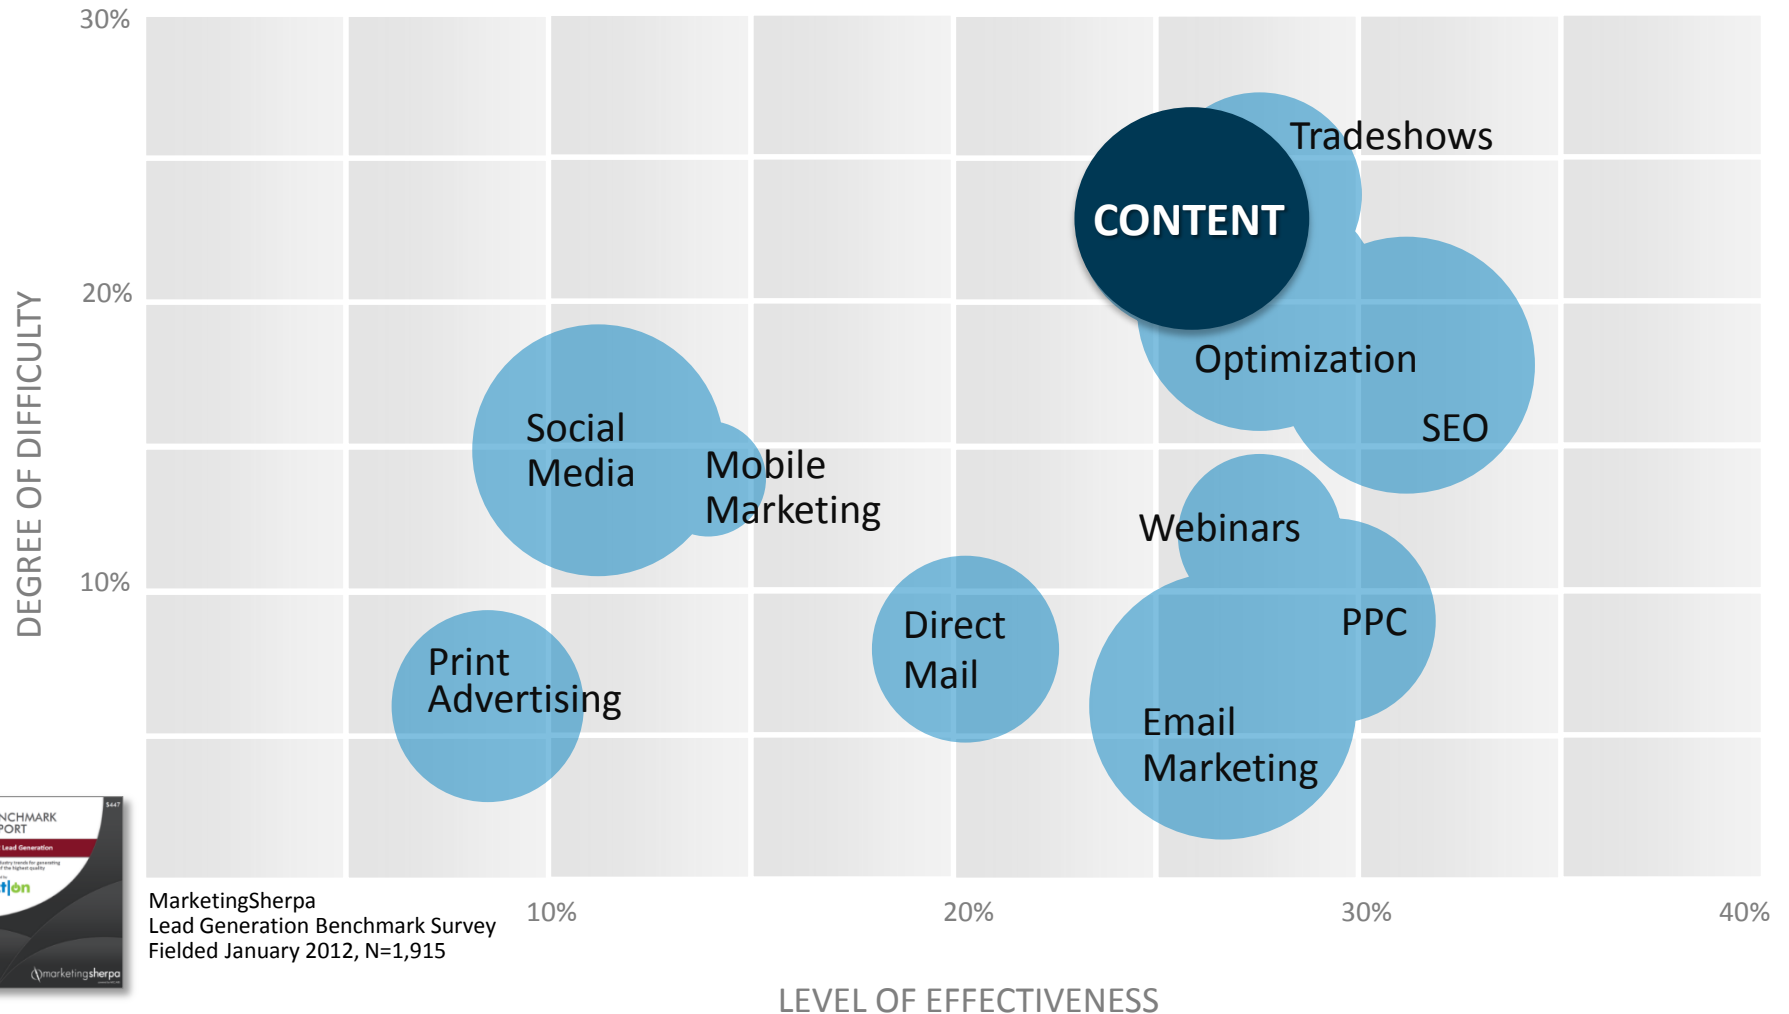 30%
Tradeshows
CONTENT
20%
DEGREE OF DIFFICULTY
Optimization
SEO
Social
Media
Mobile
Marketing
Webinars
10%
Direct
Mail
PPC
Print
Advertising
Email
Marketing
$447
NCHMARK
PORT
Lead Generation
marketingsherpa
MarketingSherpa
Lead Generation Benchmark Survey
Fielded January 2012, N=1,915
10%
20%
30%
40%
LEVEL OF EFFECTIVENESS